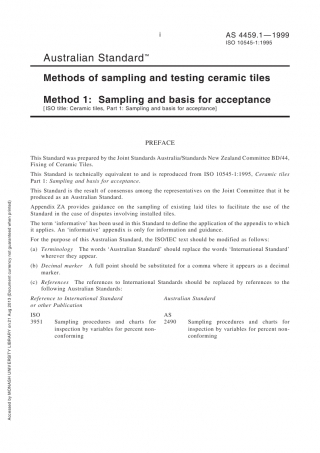 i
AS 4459.1—1999
ISO 10545-1:1995
Australian Standard™
Methods of sampling and testing ceramic tiles
Method 1: Sampling and basis for acceptance
[ISO title: Ceramic tiles, Part 1: Sampling and basis for acceptance]
PREFACE
This Standard was prepared by the Joint Standards Australia/Standards New Zealand Committee BD/44,
Fixing of Ceramic Tiles.
This Standard is technically equivalent to and is reproduced from ISO 10545-1:1995, Ceramic tiles
Part 1: Sampling and basis for acceptance.
This Standard is the result of consensus among the representatives on the Joint Committee that it be
produced as an Australian Standard.
Appendix ZA provides guidance on the sampling of existing laid tiles to facilitate the use of the
Standard in the case of disputes involving installed tiles.
The term 'informative' has been used in this Standard to define the application of the appendix to which
it applies. An 'informative' appendix is only for information and guidance.
For the purpose of this Australian Standard, the ISO/IEC text should be modified as follows:
(a) Terminology The words 'Australian Standard' should replace the words 'International Standard'
wherever they appear.
(b) Decimal marker A full point should be substituted for a comma where it appears as a decimal
marker.
(c) References The references to International Standards should be replaced by references to the
following Australian Standards:
Reference to International Standard
or other Publication
Australian Standard
ISO
3951 Sampling procedures and charts for
inspection by variables for percent non-
conforming
AS
2490 Sampling procedures and charts for
inspection by variables for percent non-
conforming
Accessed by MONASH UNIVERSITY LIBRARY on 21 Aug 2013 (Document currency not guaranteed when printed)